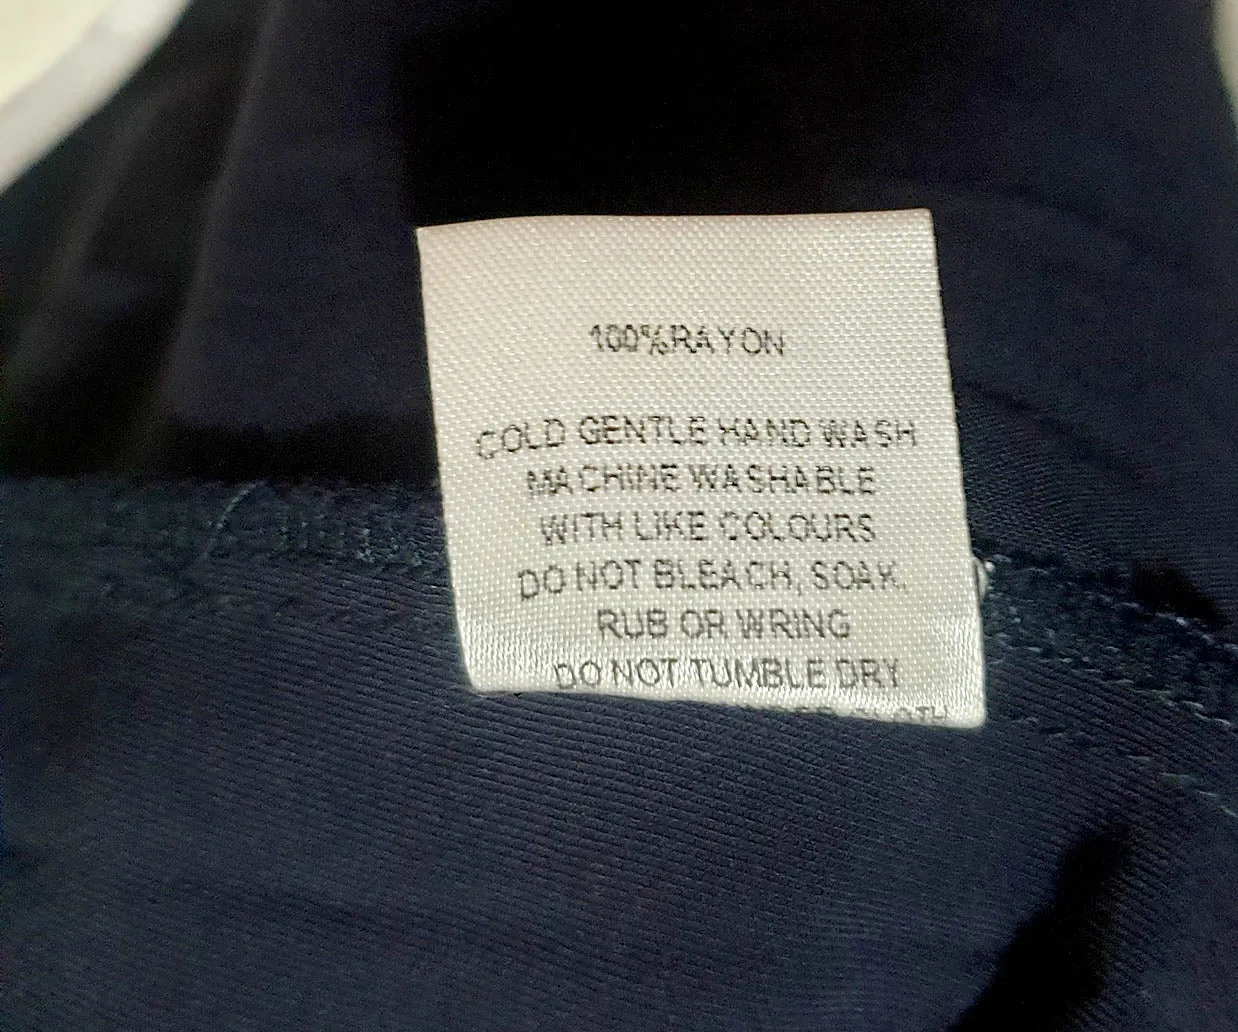 100%RAYON
COLD GENTLE HAND WASH
MACHINE WASHABLE
WITH LIKE COLOURS
DO NOT BLEACH, SOAK,
RUB OR WRING
DO NOT TUMBLE DRY